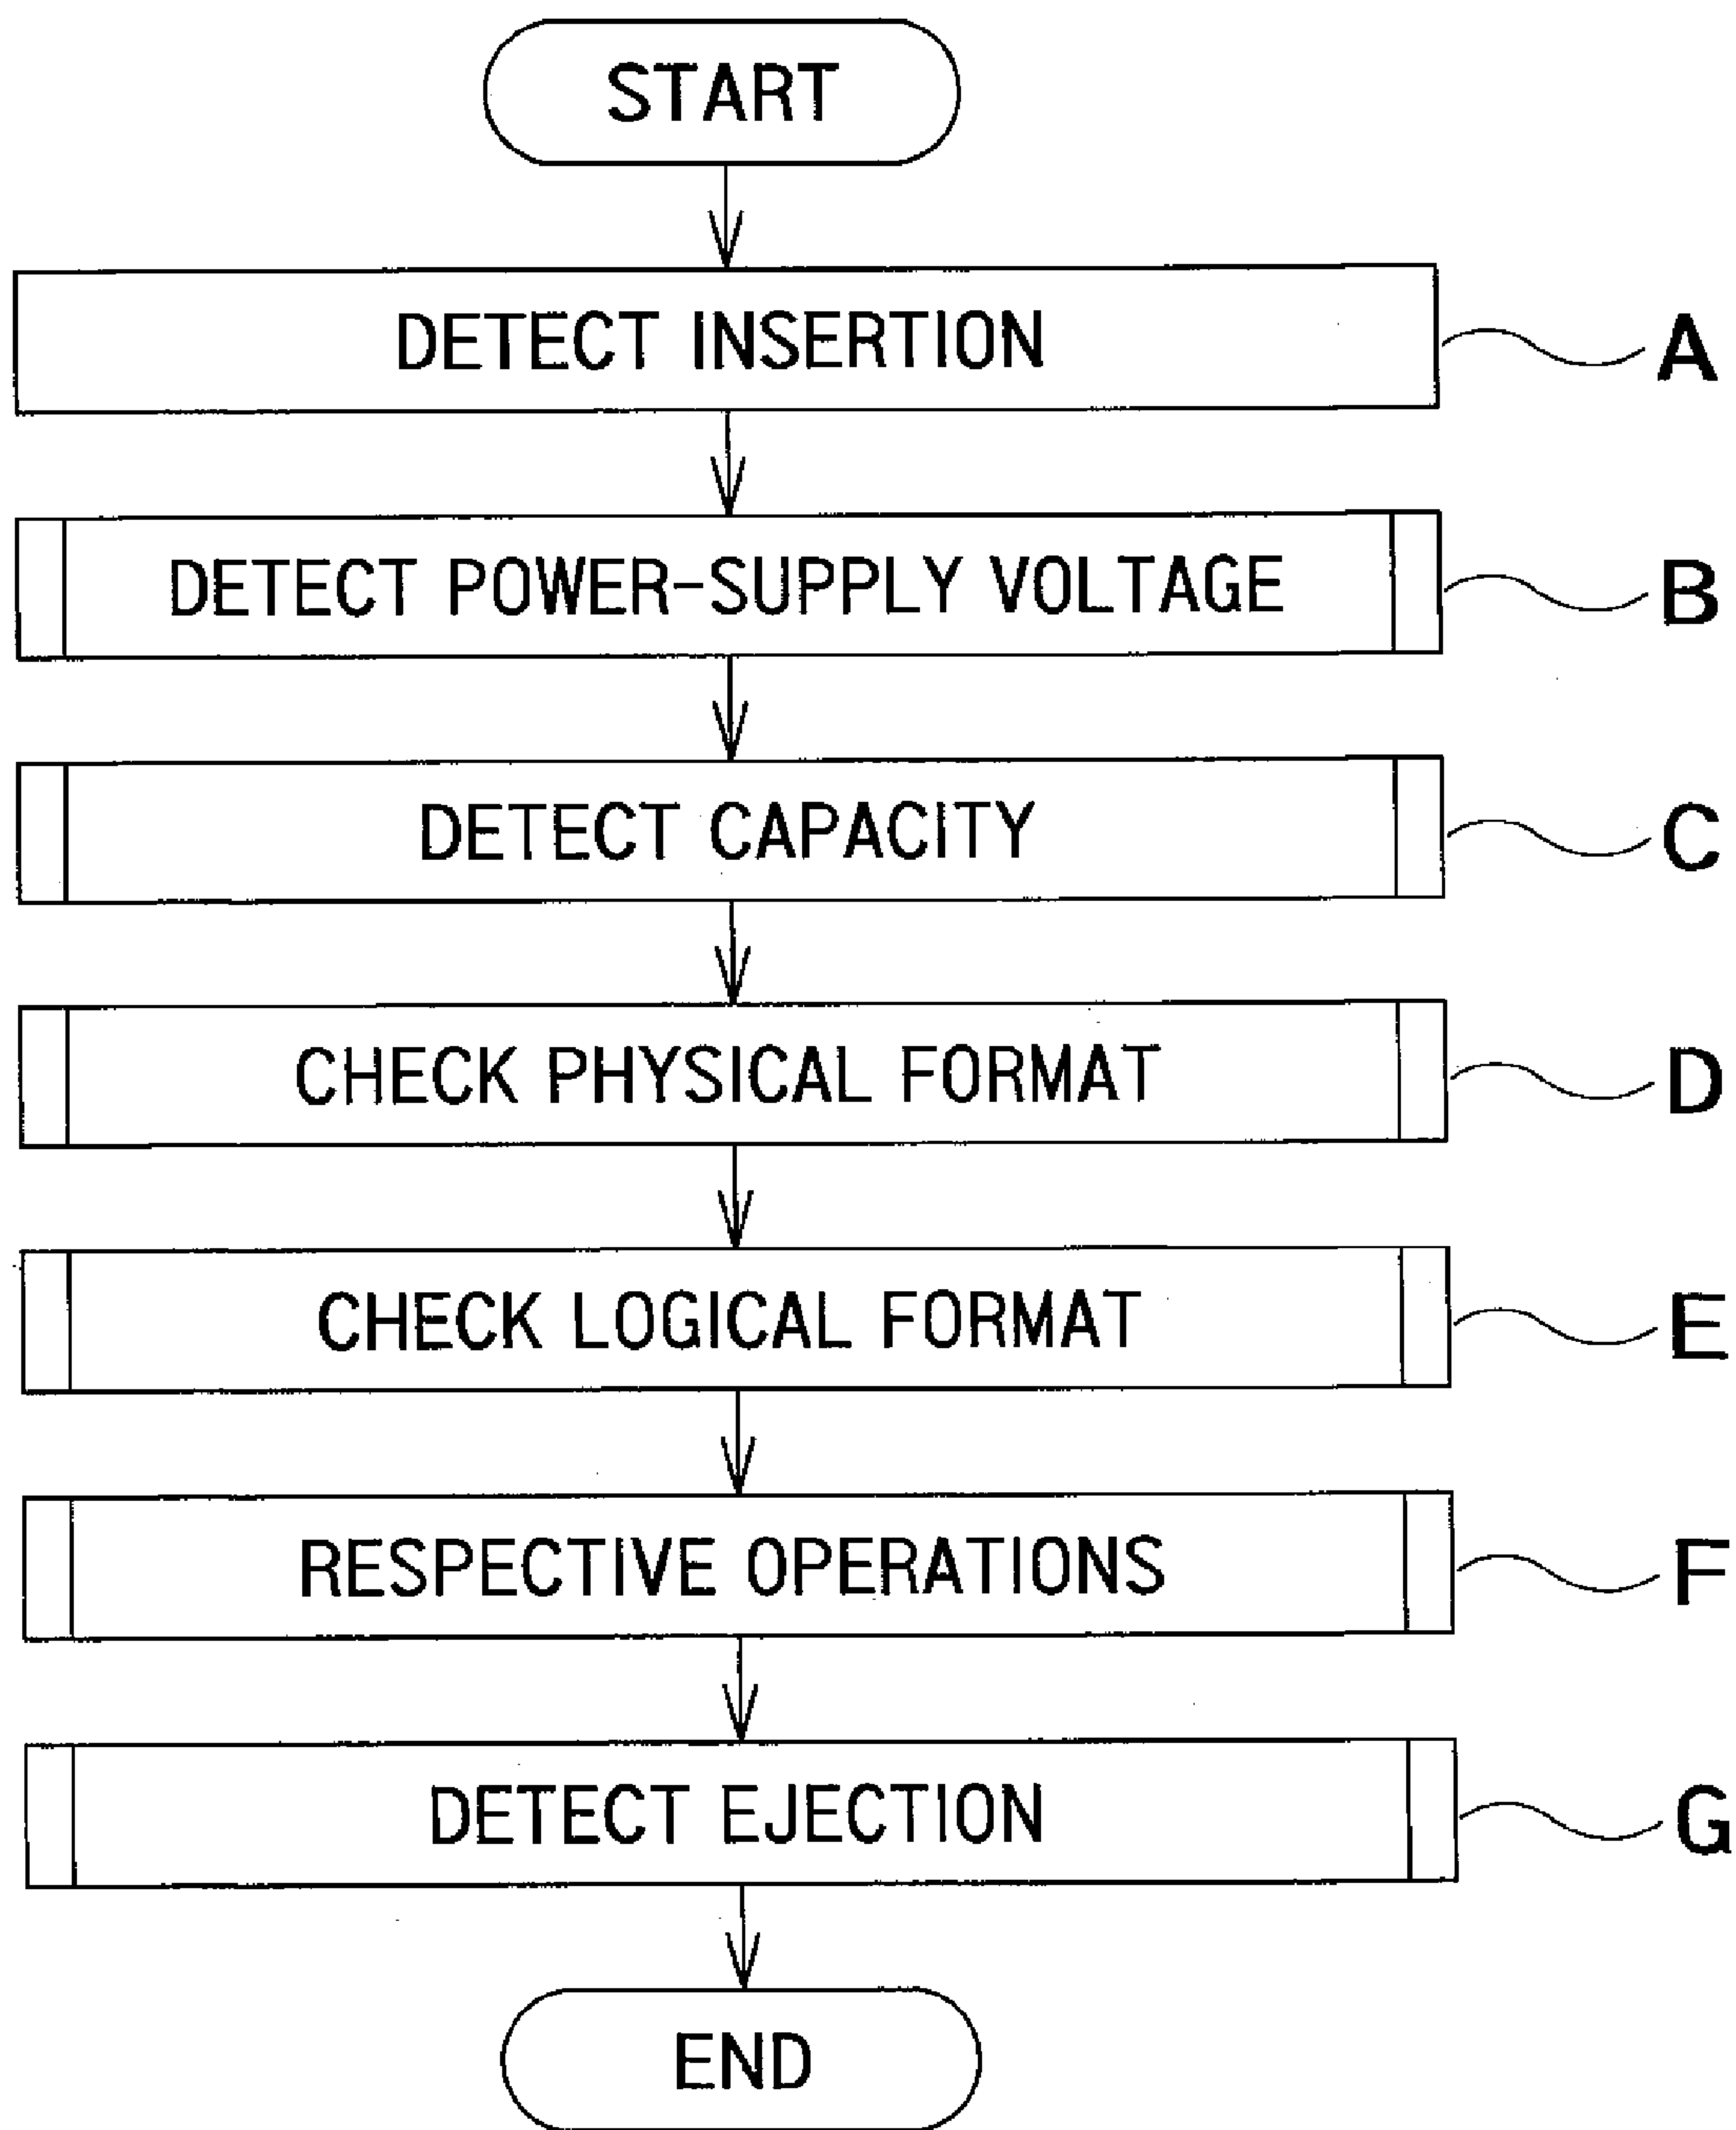 START
DETECT INSERTION
A
DETECT POWER-SUPPLY VOLTAGE
B
DETECT CAPACITY
C
CHECK PHYSICAL FORMAT
D
CHECK LOGICAL FORMAT
E
RESPECTIVE OPERATIONS
F
DETECT EJECTION
G
END